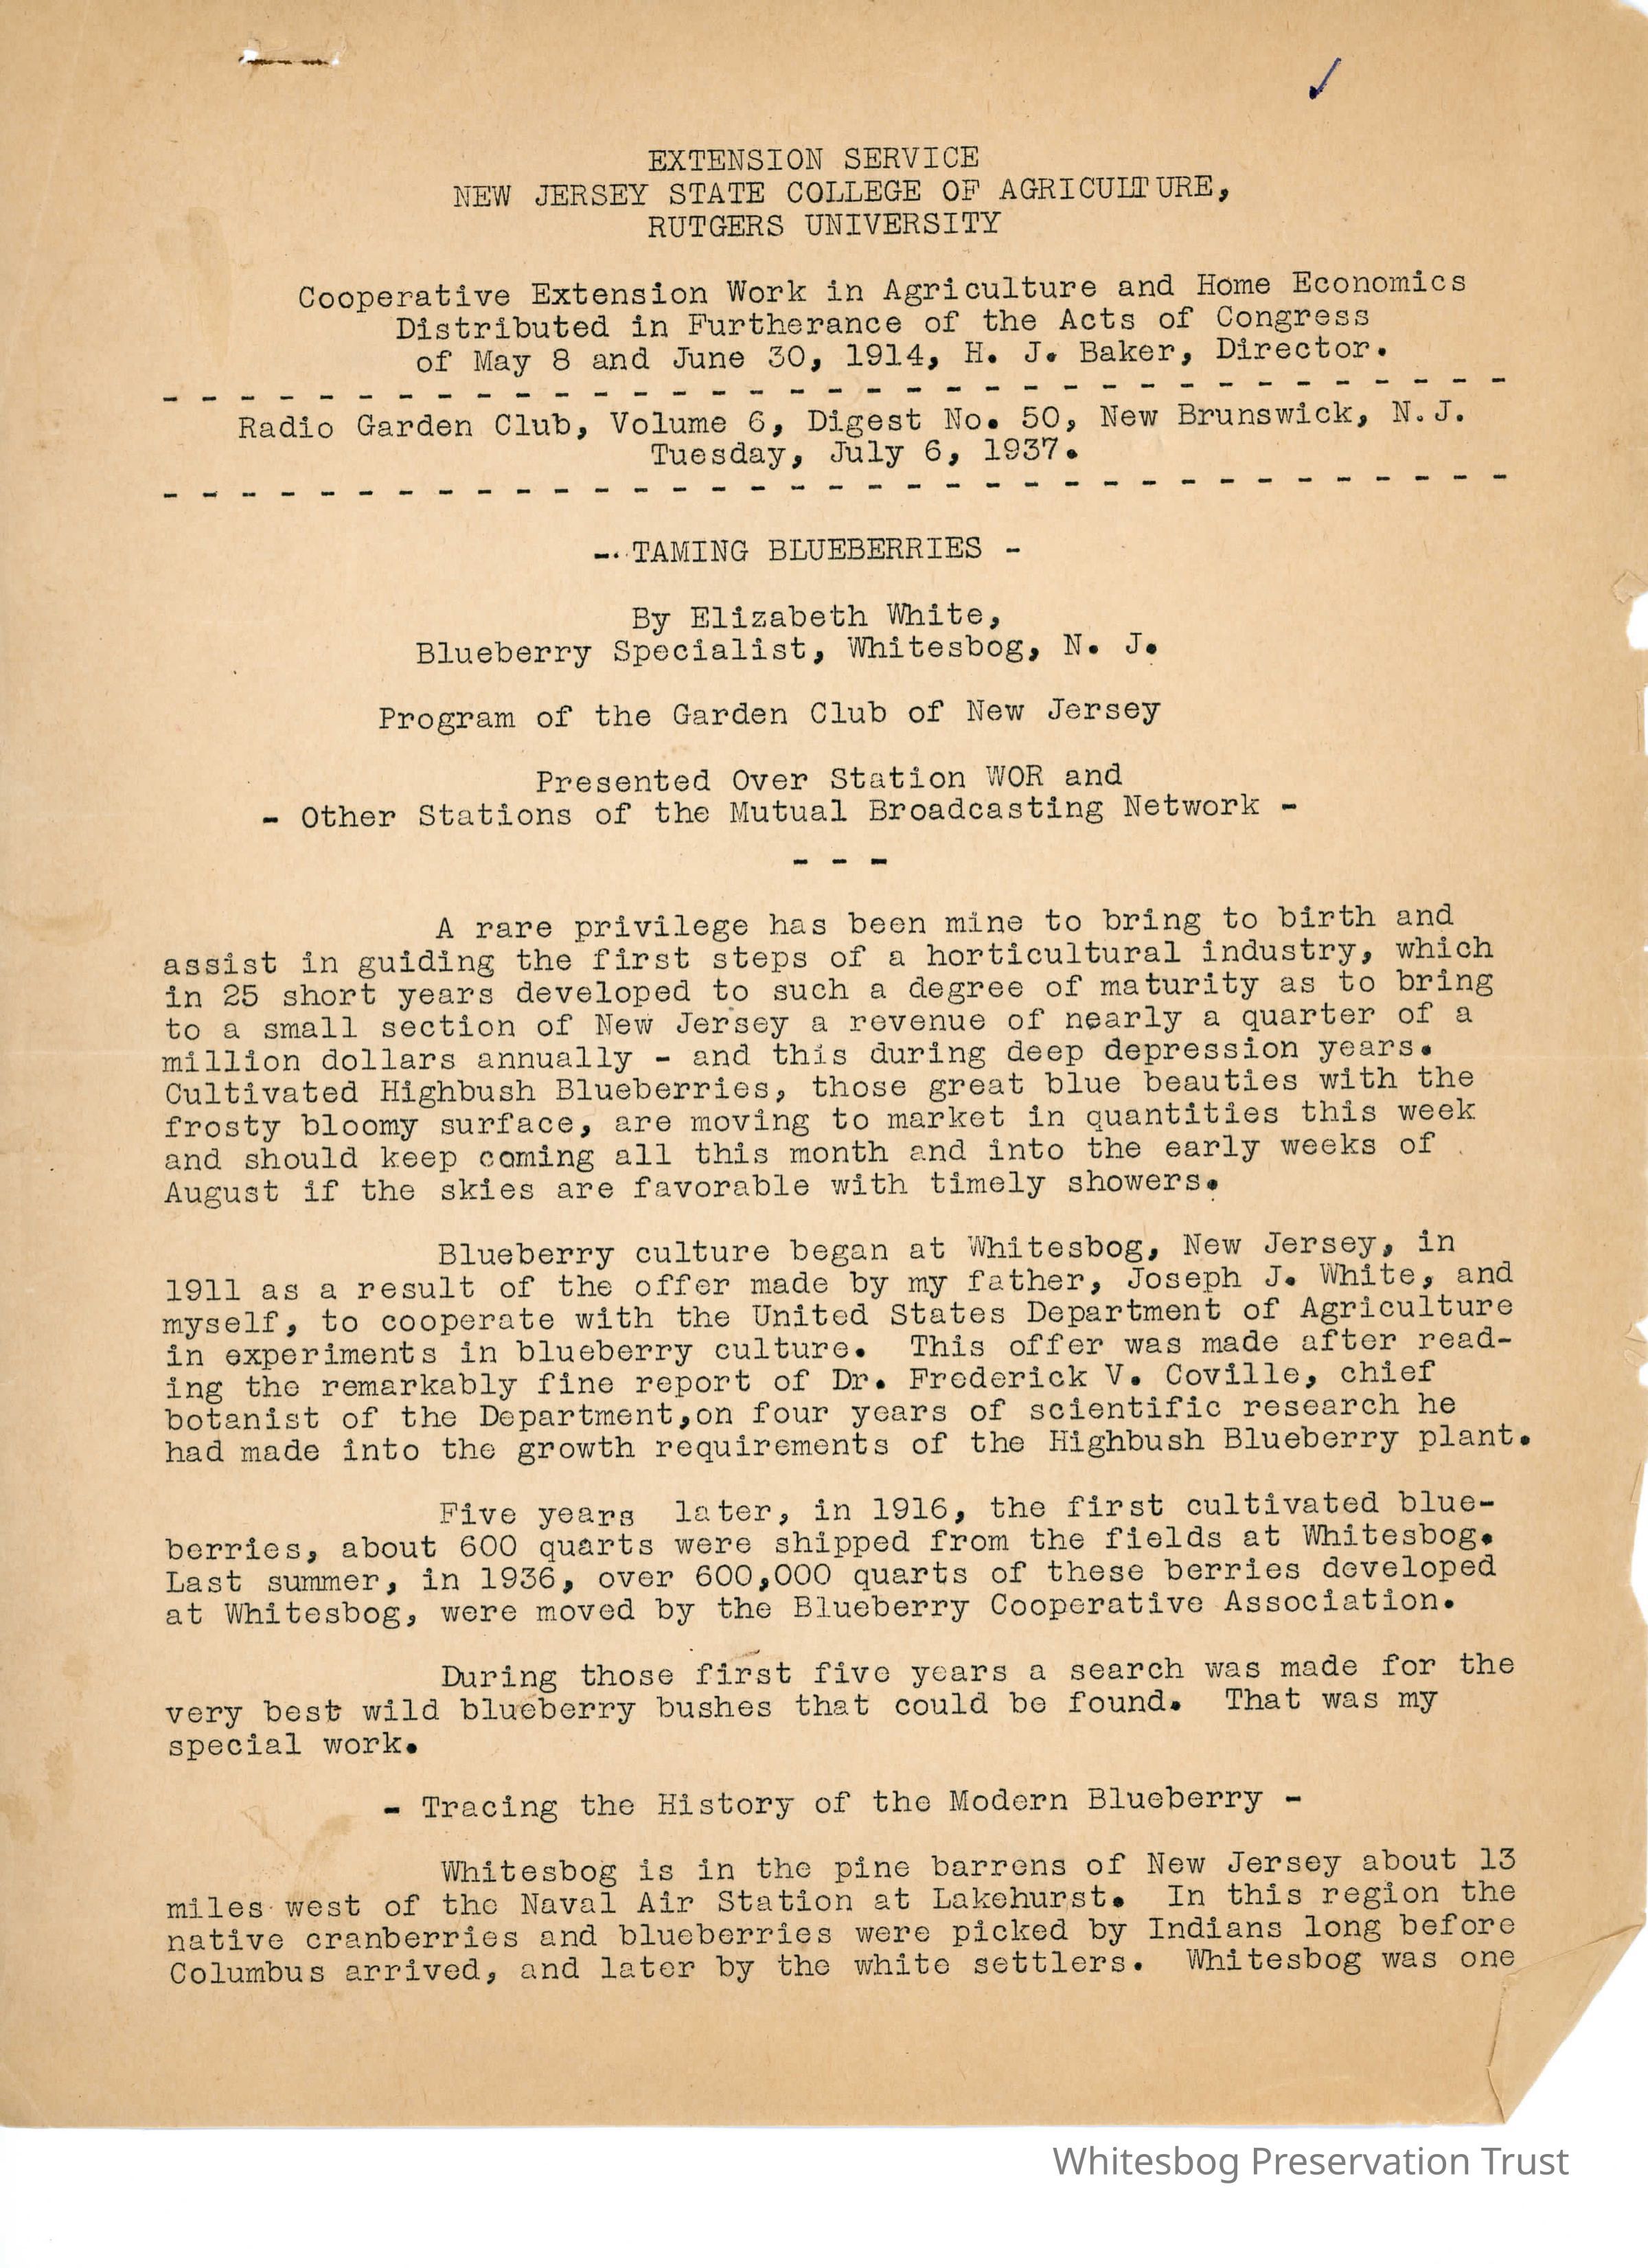 EXTENSION SERVICE
NEW JERSEY STATE COLLEGE OF AGRICULTURE,
RUTGERS UNIVERSITY
Cooperative Extension Work in Agriculture and Home Economics
Distributed in Furtherance of the Acts of Congress
of May 8 and June 30, 1914, H. J. Baker, Director.
- - - - - - - - - - - - - - - - - - - - - - - - - - - - - - - - - - -
Radio Garden Club, Volume 6, Digest No. 50, New Brunswick, N.J.
Tuesday, July 6, 1937.
- - - - - - - - - - - - - - - - - - - - - - - - - - - - - - - - - - -
- TAMING BLUEBERRIES -
By Elizabeth White,
Blueberry Specialist, Whitesbog, N. J.
Program of the Garden Club of New Jersey
Presented Over Station WOR and
- Other Stations of the Mutual Broadcasting Network -
- - -
A rare privilege has been mine to bring to birth and
assist in guiding the first steps of a horticultural industry, which
in 25 short years developed to such a degree of maturity as to bring
to a small section of New Jersey a revenue of nearly a quarter of a
million dollars annually - and this during deep depression years.
Cultivated Highbush Blueberries, those great blue beauties with the
frosty bloomy surface, are moving to market in quantities this week
and should keep coming all this month and into the early weeks of
August if the skies are favorable with timely showers.
Blueberry culture began at Whitesbog, New Jersey, in
1911 as a result of the offer made by my father, Joseph J. White, and
myself, to cooperate with the United States Department of Agriculture
in experiments in blueberry culture. This offer was made after read-
ing the remarkably fine report of Dr. Frederick V. Coville, chief
botanist of the Department,on four years of scientific research he
had made into the growth requirements of the Highbush Blueberry plant.
Five years later, in 1916, the first cultivated blue-
berries, about 600 quarts were shipped from the fields at Whitesbog.
Last summer, in 1936, over 600,000 quarts of these berries developed
at Whitesbog, were moved by the Blueberry Cooperative Association.
During those first five years a search was made for the
very best wild blueberry bushes that could be found. That was my
special work.
- Tracing the History of the Modern Blueberry -
Whitesbog is in the pine barrens of New Jersey about 13
miles west of the Naval Air Station at Lakehurst. In this region the
native cranberries and blueberries were picked by Indians long before
Columbus arrived, and later by the white settlers. Whitesbog was one
Whitesbog Preservation Trust